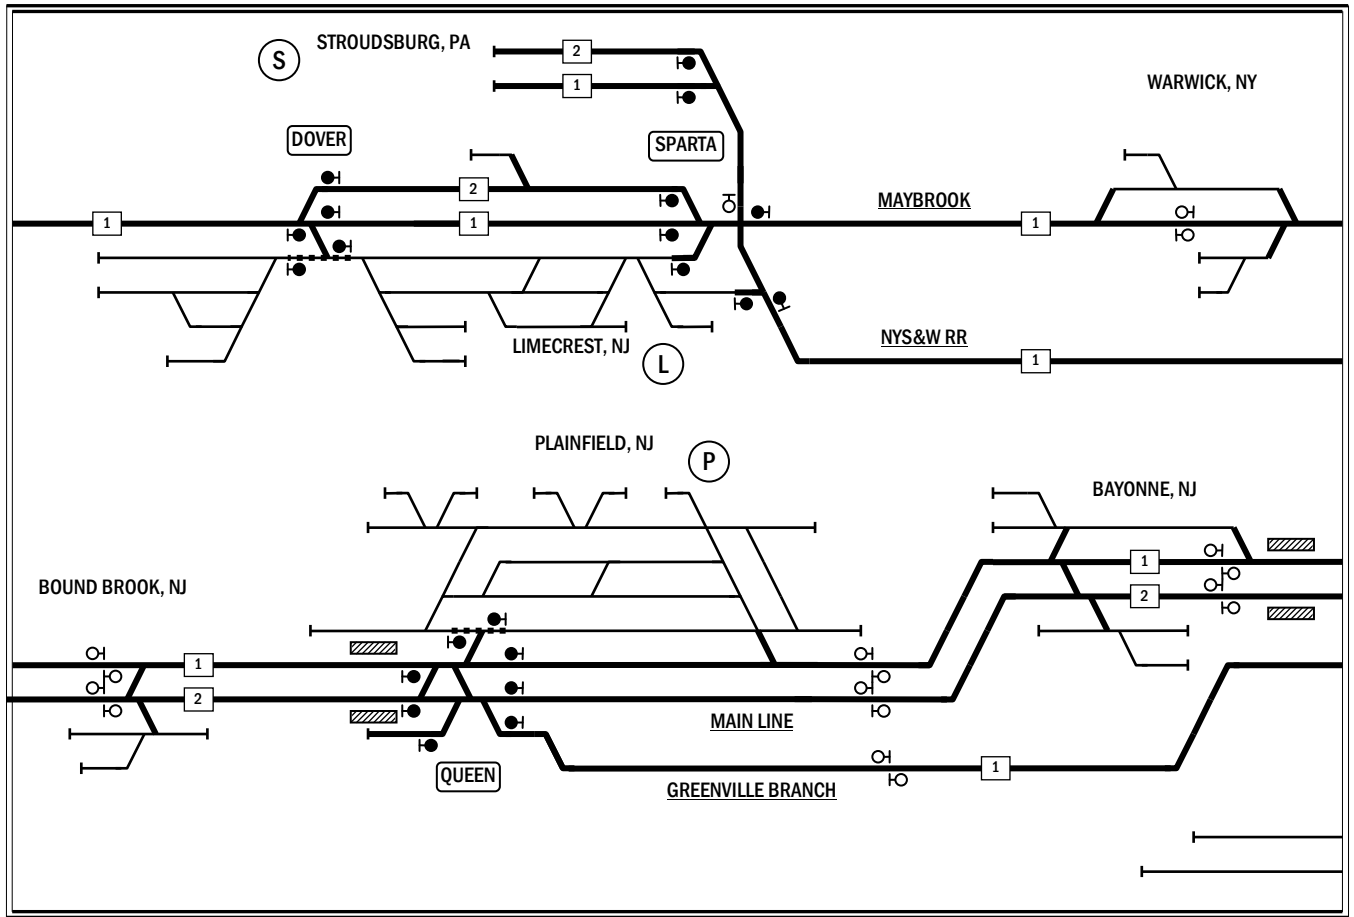 STROUDSBURG, PA
S
2
1
WARWICK, NY
DOVER
SPARTA
2
MAYBROOK
1
1
1
NYS&W RR
LIMECREST, NJ
L
1
PLAINFIELD, NJ
P
BAYONNE, NJ
1
BOUND BROOK, NJ
2
1
2
MAIN LINE
QUEEN
1
GREENVILLE BRANCH